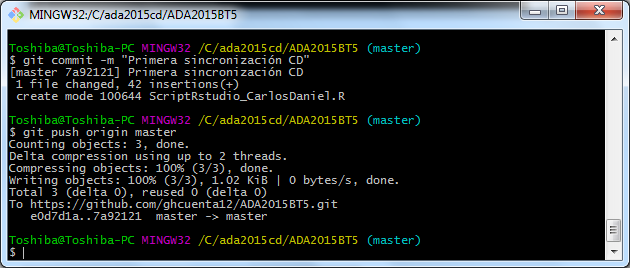 MINGW32:/C/ada2015cd/ADA2015BT5
Toshiba@Toshiba-PC MINGW32 /C/ada2015cd/ADA2015BT5 (master)
$ git commit -m "Primera sincronización CD"
[master 7a92121] Primera sincronización CD
 1 file changed, 42 insertions(+)
 create mode 100644 ScriptRstudio_CarlosDaniel.R
Toshiba@Toshiba-PC MINGW32 /C/ada2015cd/ADA2015BT5 (master)
$ git push origin master
Counting objects: 3, done.
Delta compression using up to 2 threads.
Compressing objects: 100% (3/3), done.
Writing objects: 100% (3/3), 1.02 KiB | 0 bytes/s, done.
Total 3 (delta 0), reused 0 (delta 0)
To https://github.com/ghcuenta12/ADA2015BT5.git
   e0d7d1a..7a92121  master -> master
Toshiba@Toshiba-PC MINGW32 /C/ada2015cd/ADA2015BT5 (master)
$